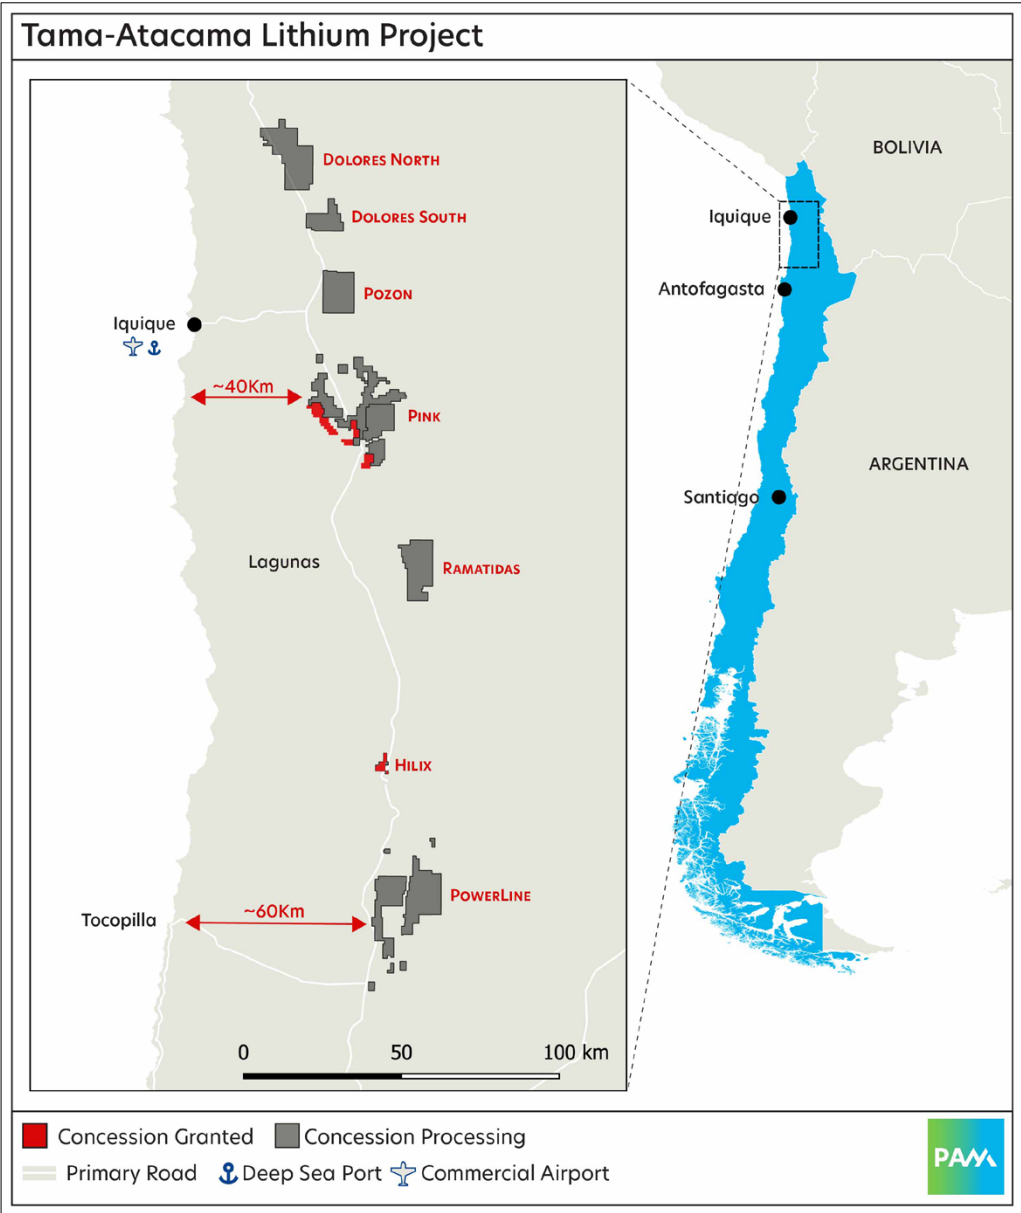 Tama-Atacama Lithium Project
DOLORES NORTH
DOLORES SOUTH
POZON
Iquique
~40Km
PINK
Lagunas
RAMATIDAS
HILIX
POWERLINE
Tocopilla
~60Km
0 50 100 km
BOLIVIA
Iquique
Antofagasta
ARGENTINA
Santiago
Concession Granted Concession Processing
Primary Road Deep Sea Port Commercial Airport
PAM